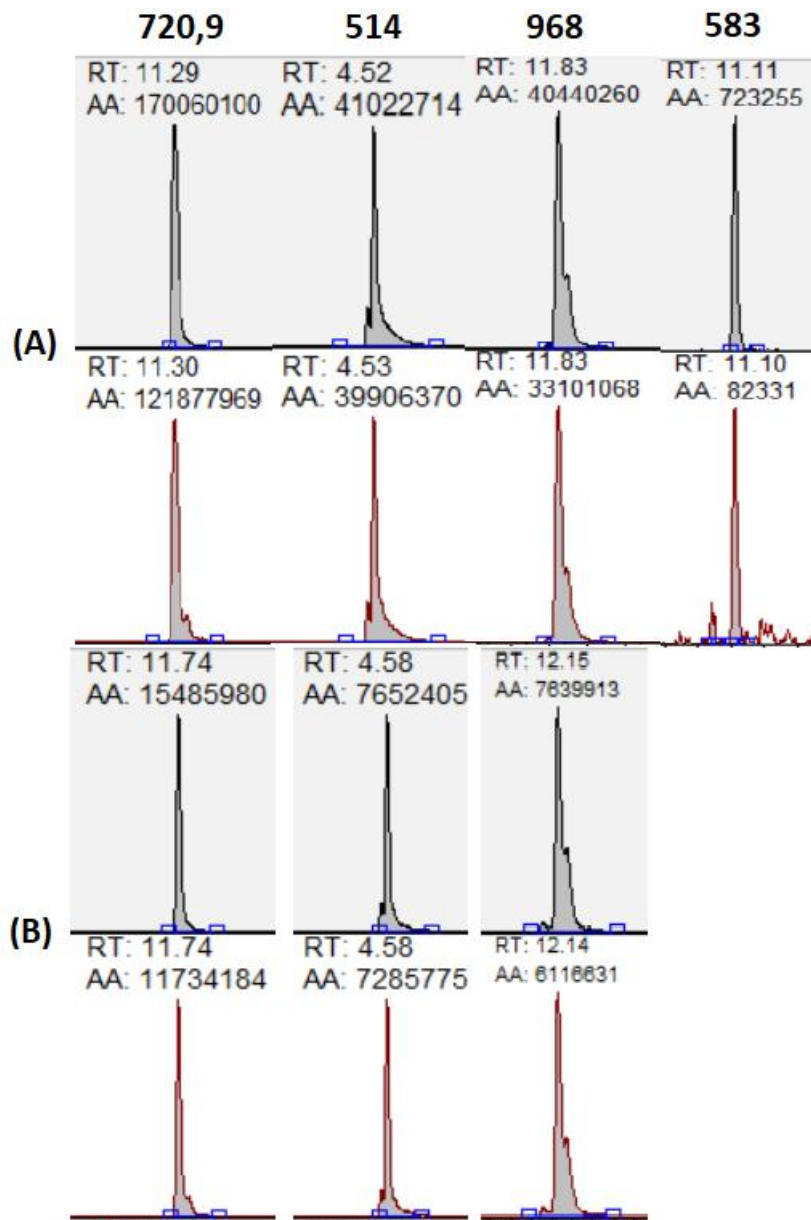 720,9 514 968 583
RT: 11.29
AA: 170060100
RT: 4.52
AA: 41022714
RT: 11.83
AA: 40440260
RT: 11.11
AA: 723255
(A)
RT: 11.30
AA: 121877969
RT: 4.53
AA: 39906370
RT: 11.83
AA: 33101068
RT: 11.10
AA: 82331
RT: 11.74
AA: 15485980
RT: 4.58
AA: 7652405
RT: 12.15
AA: 7639913
(B)
RT: 11.74
AA: 11734184
RT: 4.58
AA: 7285775
RT: 12.14
AA: 6116631